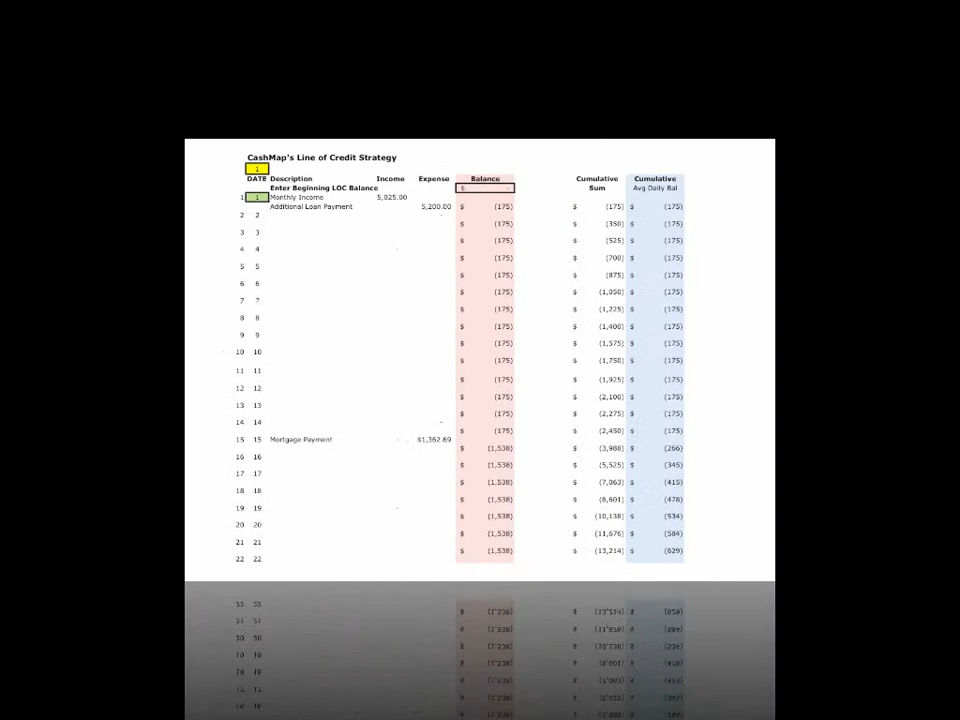 CashMap's Line of Credit Strategy
1
DATE Description Income Expense Balance Cumulative Cumulative
Enter Beginning LOC Balance $ - Sum Avg Daily Bal
1 1 Monthly Income 5,025.00
Additional Loan Payment 5,200.00 $ (175) $ (175) $ (175)
2 2 -
$ (175) $ (350) $ (175)
3 3
$ (175) $ (525) $ (175)
4 4 -
$ (175) $ (700) $ (175)
5 5
$ (175) $ (875) $ (175)
6 6
$ (175) $ (1,050) $ (175)
7 7
$ (175) $ (1,225) $ (175)
8 8
$ (175) $ (1,400) $ (175)
9 9
$ (175) $ (1,575) $ (175)
10 10
$ (175) $ (1,750) $ (175)
11 11
$ (175) $ (1,925) $ (175)
12 12
$ (175) $ (2,100) $ (175)
13 13
$ (175) $ (2,275) $ (175)
14 14 -
$ (175) $ (2,450) $ (175)
15 15 Mortgage Payment - $1,362.69
$ (1,538) $ (3,988) $ (266)
16 16
$ (1,538) $ (5,525) $ (345)
17 17
$ (1,538) $ (7,063) $ (415)
18 18
$ (1,538) $ (8,601) $ (478)
19 19 -
$ (1,538) $ (10,138) $ (534)
20 20
$ (1,538) $ (11,676) $ (584)
21 21
$ (1,538) $ (13,214) $ (629)
22 22